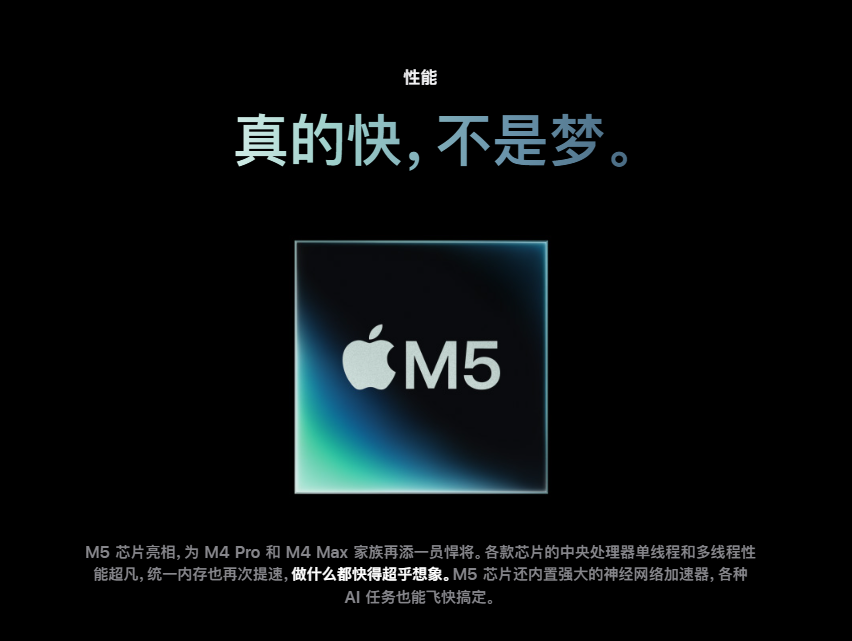 性能
真的快，不是梦。
M5
M5 芯片亮相，为 M4 Pro 和 M4 Max 家族再添一员悍将。各款芯片的中央处理器单线程和多线程性
能超凡，统一内存也再次提速，做什么都快得超乎想象。M5 芯片还内置强大的神经网络加速器，各种
AI 任务也能飞快搞定。